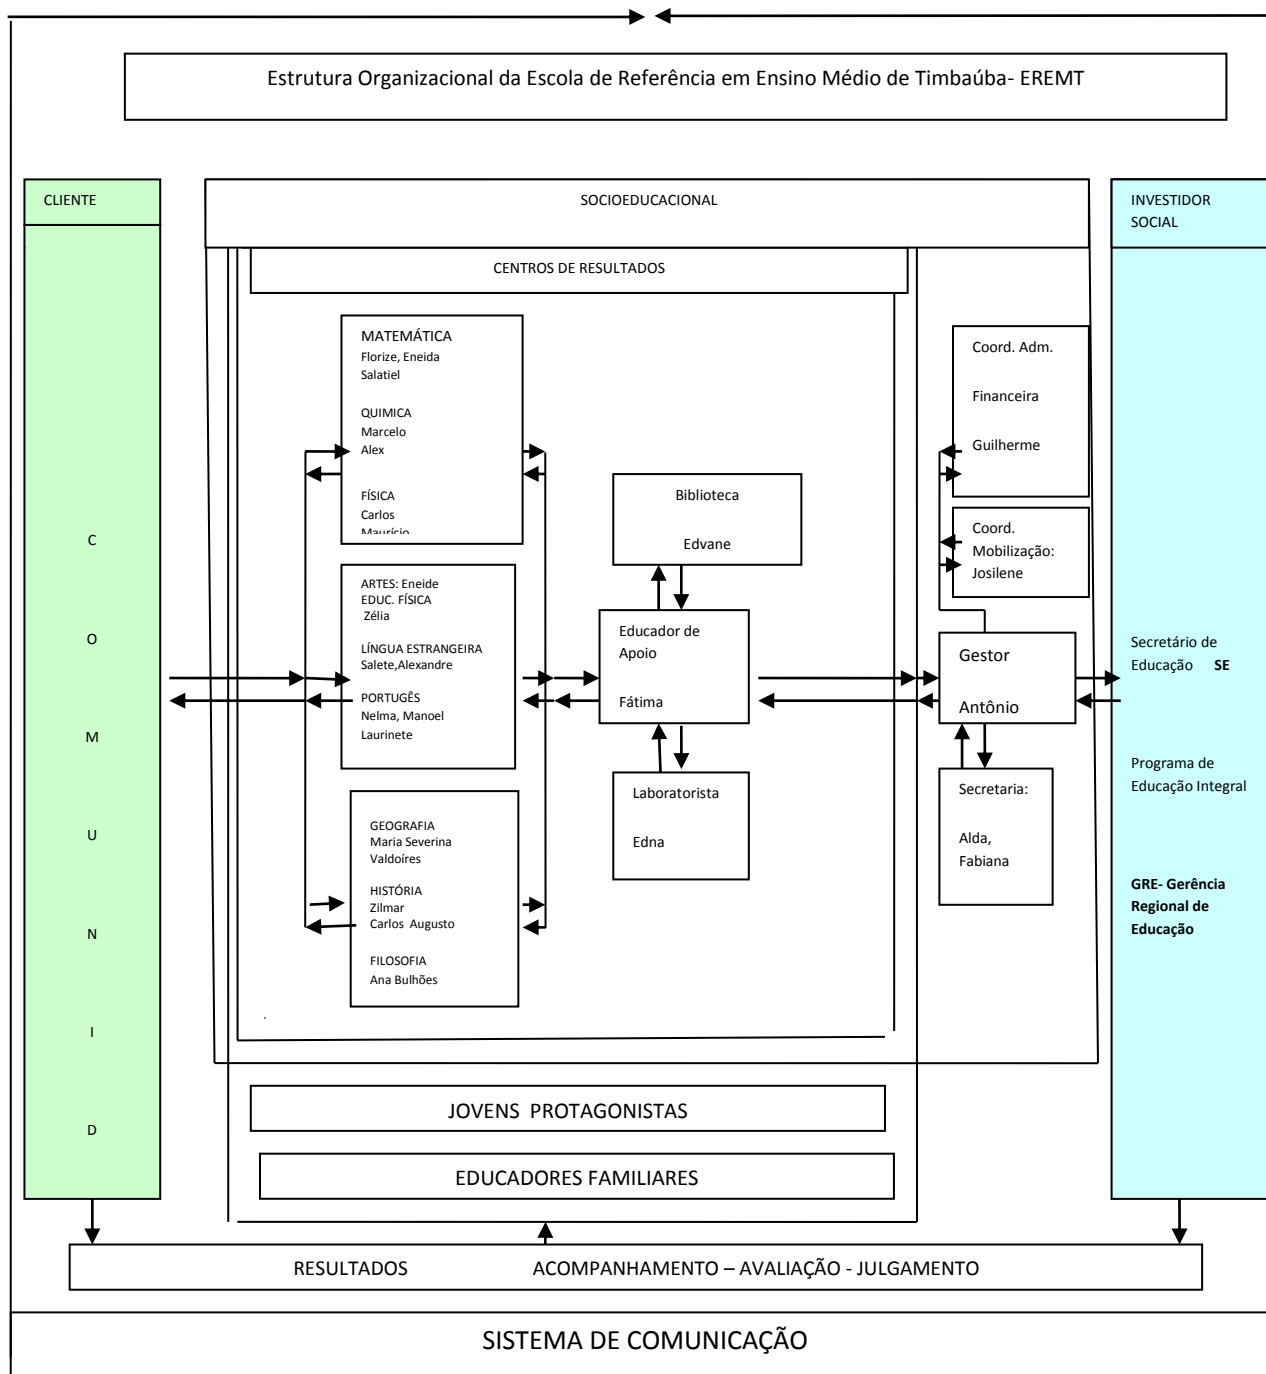 Estrutura Organizacional da Escola de Referência em Ensino Médio de Timbaúba- EREMT
CLIENTE
C
O
M
U
N
I
D
SOCIOEDUCACIONAL
CENTROS DE RESULTADOS
MATEMÁTICA
Florize, Eneida
Salatiel
QUIMICA
Marcelo
Alex
FÍSICA
Carlos
Maurício
ARTES: Eneide
EDUC. FÍSICA
Zélia
LÍNGUA ESTRANGEIRA
Salete,Alexandre
PORTUGÊS
Nelma, Manoel
Laurinete
GEOGRAFIA
Maria Severina
Valdoíres
HISTÓRIA
Zilmar
Carlos Augusto
FILOSOFIA
Ana Bulhões
.
Biblioteca
Edvane
Educador de
Apoio
Fátima
Laboratorista
Edna
Coord. Adm.
Financeira
Guilherme
Coord.
Mobilização:
Josilene
Gestor
Antônio
Secretaria:
Alda,
Fabiana
INVESTIDOR
SOCIAL
Secretário de
Educação SE
Programa de
Educação Integral
GRE- Gerência
Regional de
Educação
JOVENS PROTAGONISTAS
EDUCADORES FAMILIARES
RESULTADOS ACOMPANHAMENTO – AVALIAÇÃO - JULGAMENTO
SISTEMA DE COMUNICAÇÃO